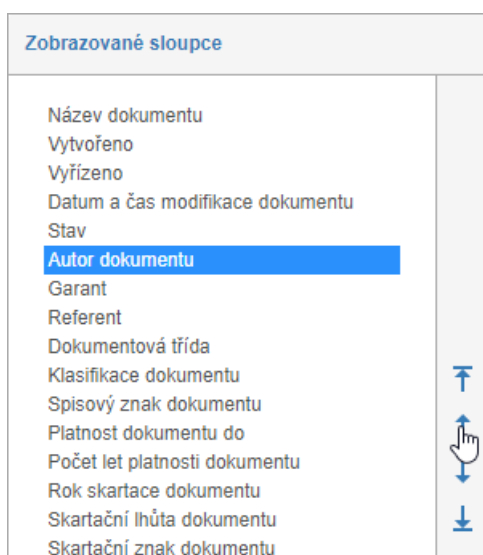 Zobrazované sloupce
Název dokumentu
Vytvořeno
Vyřízeno
Datum a čas modifikace dokumentu
Stav
Autor dokumentu
Garant
Referent
Dokumentová třída
Klasifikace dokumentu
Spisový znak dokumentu
Platnost dokumentu do
Počet let platnosti dokumentu
Rok skartace dokumentu
Skartační lhůta dokumentu
Skartační znak dokumentu